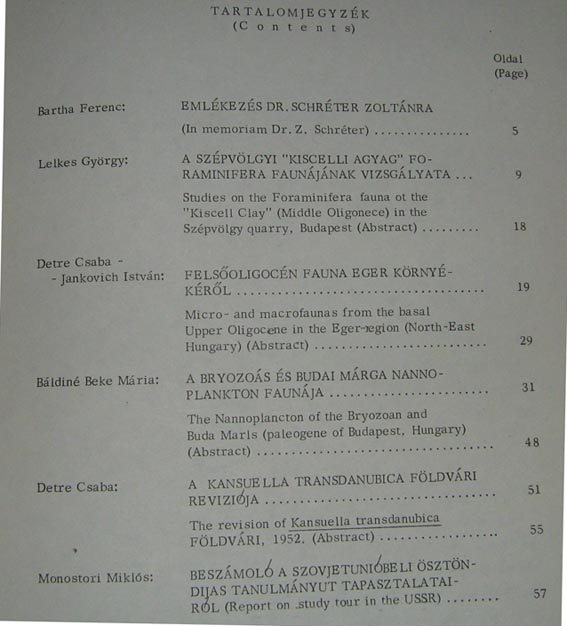 TARTALOMJEGYZÉK
(Contents)
Oldal
(Page)
Bartha Ferenc: EMLÉKEZÉS DR. SCHRÉTER ZOLTÁNRA
(In memoriam Dr. Z. Schréter) ............... 5
Lelkes György: A SZÉPVÖLGYI "KISCELLI AGYAG" FO-
RAMINIFERA FAUNÁJÁNAK VIZSGÁLYATA ... 9
Studies on the Foraminifera fauna ot the
"Kiscell Clay" (Middle Oligonece) in the
Szépvölgy quarry, Budapest (Abstract) ......... 18
Detre Csaba -
- Jankovich István: FELSŐOLIGOCÉN FAUNA EGER KÖRNYÉ-
KÉRŐL ................................... 19
Micro- and macrofaunas from the basal
Upper Oligocene in the Eger-region (North-East
Hungary) (Abstract) ......................... 29
Báldiné Beke Mária: A BRYOZOÁS ÉS BUDAI MÁRGA NANNO-
PLANKTON FAUNÁJA ....................... 31
The Nannoplancton of the Bryozoan and
Buda Marls (paleogene of Budapest, Hungary)
(Abstract) .................................. 48
Detre Csaba: A KANSUELLA TRANSDANUBICA FÖLDVÁRI
REVIZIÓJA ................................. 51
The revision of Kansuella transdanubica
FÖLDVÁRI, 1952. (Abstract) ................. 55
Monostori Miklós: BESZÁMOLÓ A SZOVJETUNIÓBELI ÖSZTÖN-
DIJAS TANULMÁNYUT TAPASZTALATAI-
RÓL (Report on .study tour in the USSR) ........ 57